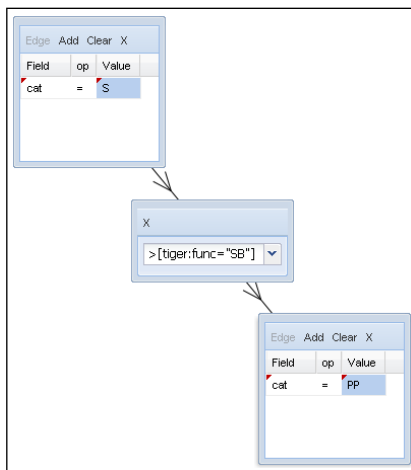 Edge Add Clear X
Field op Value
cat = S
X
>[tiger:func="SB"]
Edge Add Clear X
Field op Value
cat = PP